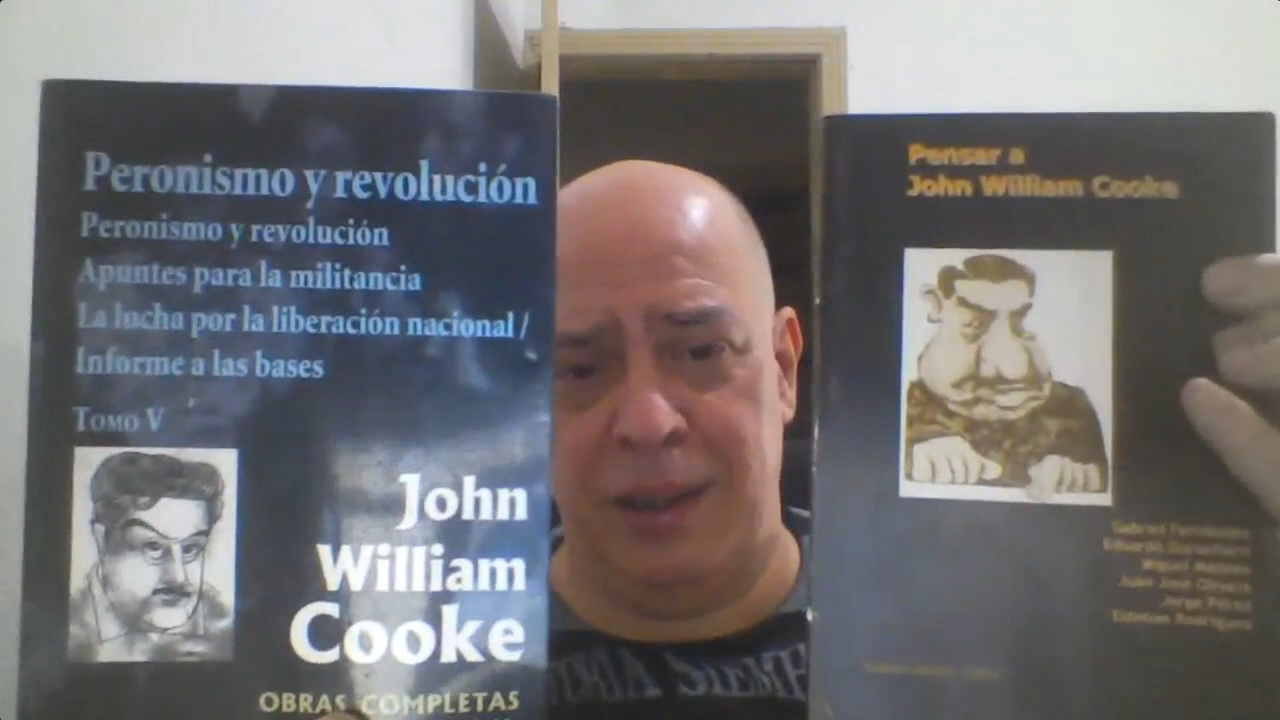 Peronismo y revolución
Peronismo y revolución
Apuntes para la militancia
La lucha por la liberación nacional /
Informe a las bases
Tomo V
John
William
Cooke
OBRAS COMPLETAS
Pensar a
John William Cooke
Gabriel Fernández
Eduardo
Miguel
Juan José Olivera
Jorge Pérez
Esteban Rodríguez
SIEMP